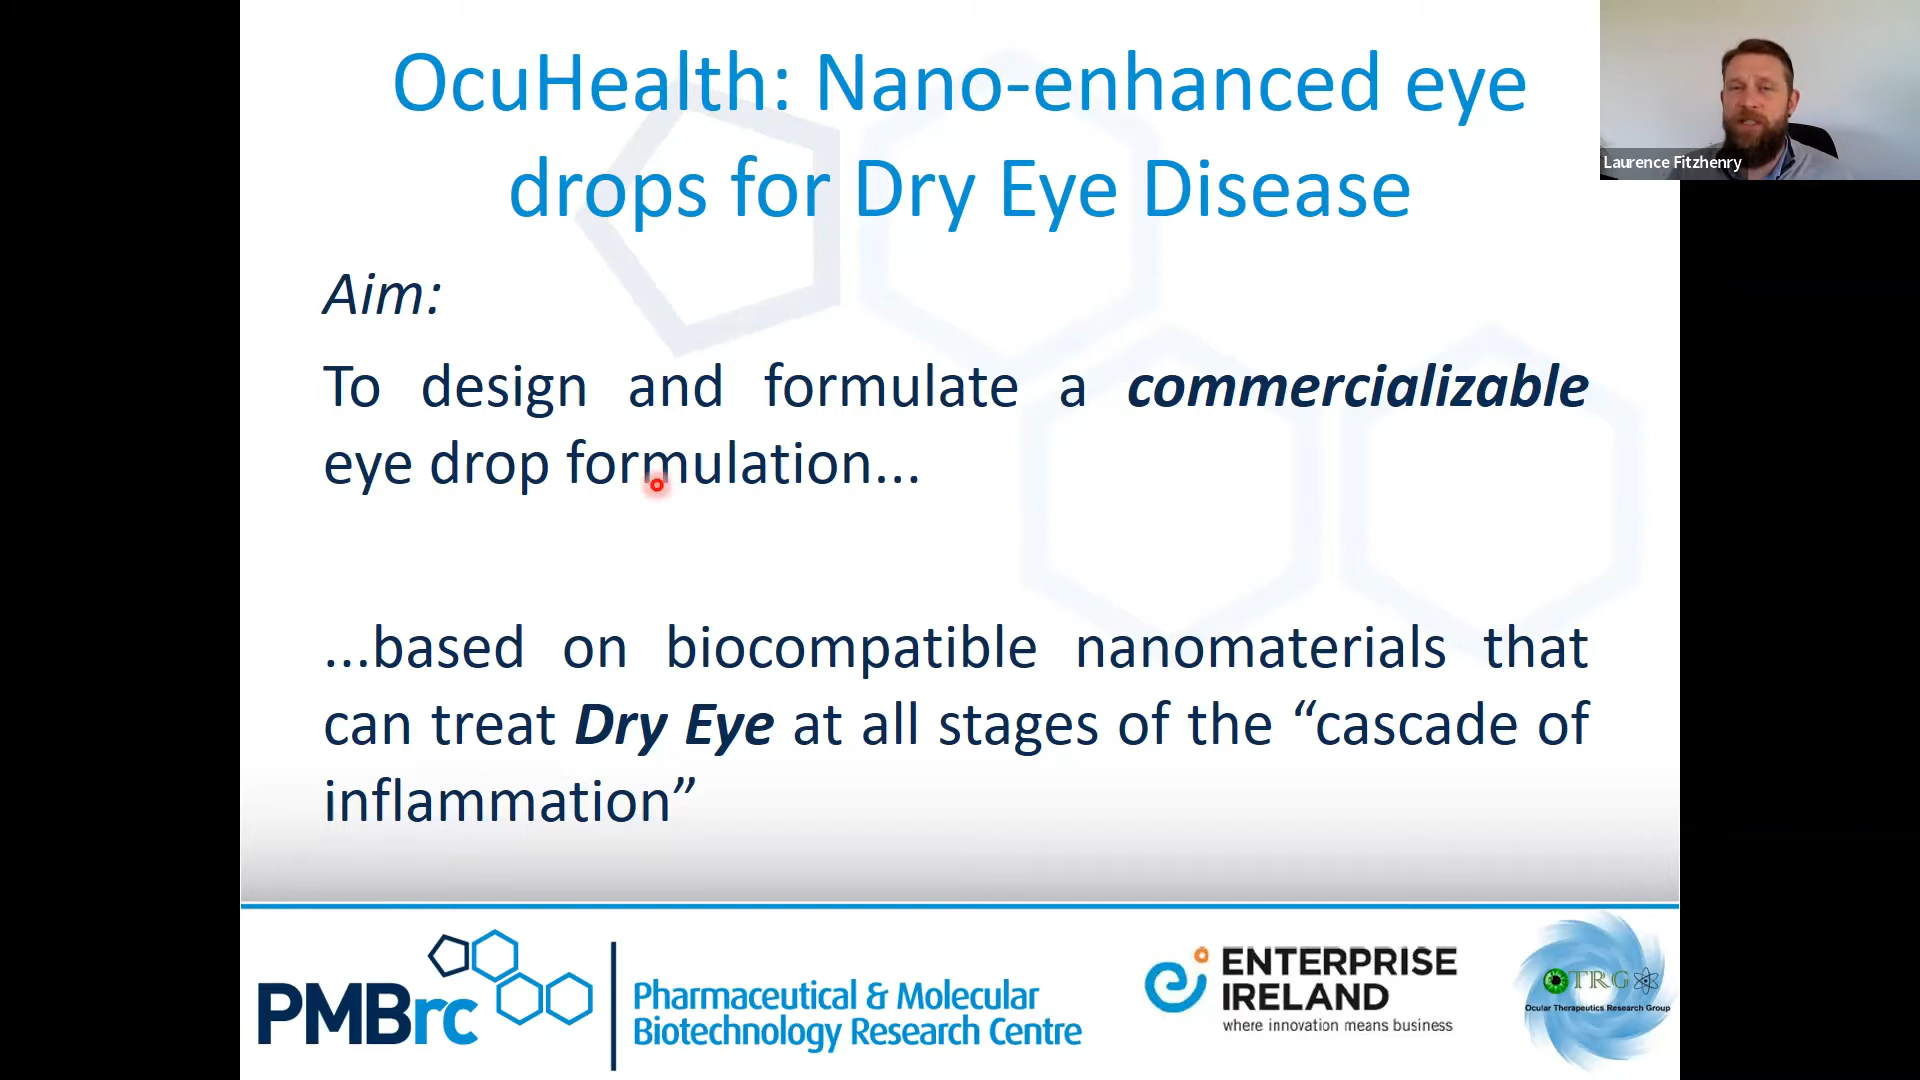 OcuHealth: Nano-enhanced eye
drops for Dry Eye Disease
Laurence Fitzhenry
Aim:
To design and formulate a commercializable
eye drop formulation...
...based on biocompatible nanomaterials that
can treat Dry Eye at all stages of the “cascade of
inflammation”
PMBrc
Pharmaceutical & Molecular
Biotechnology Research Centre
ENTERPRISE
IRELAND
where innovation means business
OTRG
Ocular Therapeutics Research Group